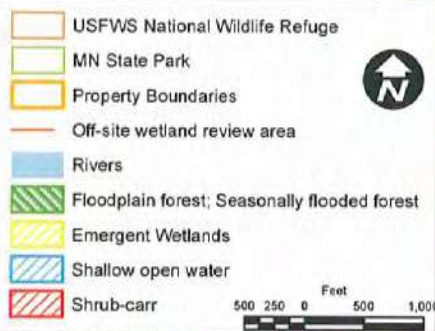 USFWS National Wildlife Refuge
MN State Park
N
Property Boundaries
Off-site wetland review area
Rivers
Floodplain forest; Seasonally flooded forest
Emergent Wetlands
Shallow open water
Shrub-carr
Feet
500 250 0 500 1,000